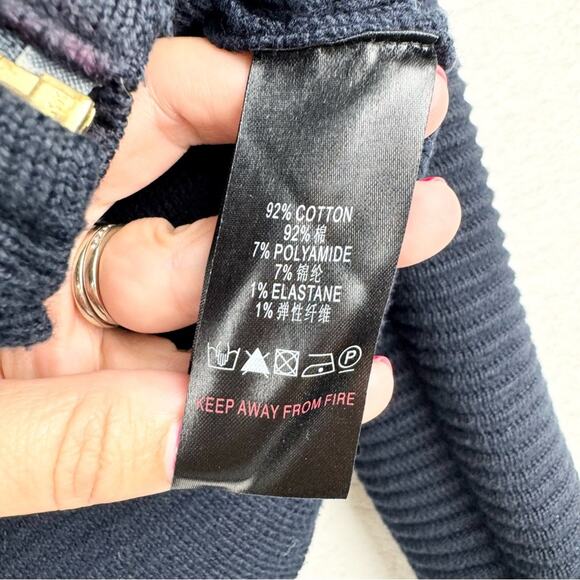 92% COTTON
92% 棉
7% POLYAMIDE
7% 锦纶
1% ELASTANE
1% 弹性纤维
P
KEEP AWAY FROM FIRE